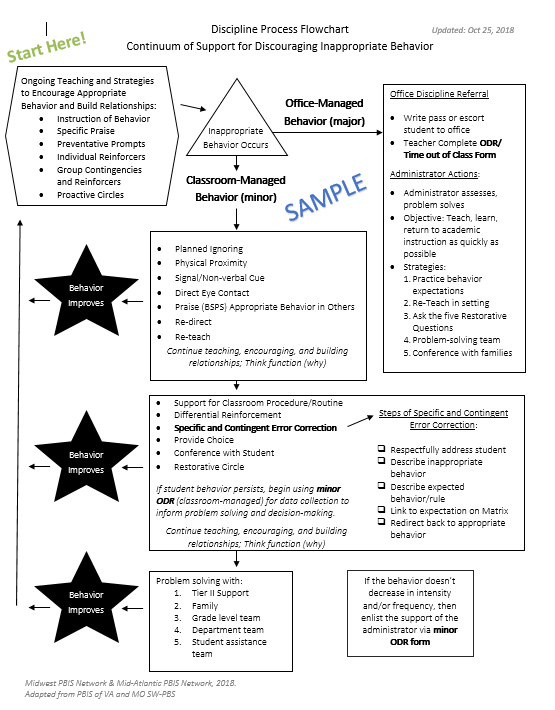 Discipline Process Flowchart
Updated: Oct 25, 2018
Continuum of Support for Discouraging Inappropriate Behavior
Start Here!
Ongoing Teaching and Strategies
to Encourage Appropriate
Behavior and Build Relationships:
• Instruction of Behavior
• Specific Praise
• Preventative Prompts
• Individual Reinforcers
• Group Contingencies
and Reinforcers
• Proactive Circles
Inappropriate
Behavior Occurs
Office-Managed
Behavior (major)
Office Discipline Referral
• Write pass or escort
student to office
• Teacher Complete ODR/
Time out of Class Form
Administrator Actions:
• Administrator assesses,
problem solves
• Objective: Teach, learn,
return to academic
instruction as quickly as
possible
• Strategies:
1. Practice behavior
expectations
2. Re-Teach in setting
3. Ask the five Restorative
Questions
4. Problem-solving team
5. Conference with families
Classroom-Managed
Behavior (minor)
SAMPLE
• Planned Ignoring
• Physical Proximity
• Signal/Non-verbal Cue
• Direct Eye Contact
• Praise (BSPS) Appropriate Behavior in Others
• Re-direct
• Re-teach
Continue teaching, encouraging, and building
relationships; Think function (why)
Behavior
Improves
• Support for Classroom Procedure/Routine
• Differential Reinforcement
• Specific and Contingent Error Correction
• Provide Choice
• Conference with Student
• Restorative Circle
If student behavior persists, begin using minor
ODR (classroom-managed) for data collection to
inform problem solving and decision-making.
Continue teaching, encouraging, and building
relationships; Think function (why)
Steps of Specific and Contingent
Error Correction:
❑ Respectfully address student
❑ Describe inappropriate
behavior
❑ Describe expected
behavior/rule
❑ Link to expectation on Matrix
❑ Redirect back to appropriate
behavior
Behavior
Improves
Problem solving with:
1. Tier II Support
2. Family
3. Grade level team
4. Department team
5. Student assistance
team
Behavior
Improves
If the behavior doesn't
decrease in intensity
and/or frequency, then
enlist the support of the
administrator via minor
ODR form
Midwest PBIS Network & Mid-Atlantic PBIS Network, 2018.
Adapted from PBIS of VA and MO SW-PBS